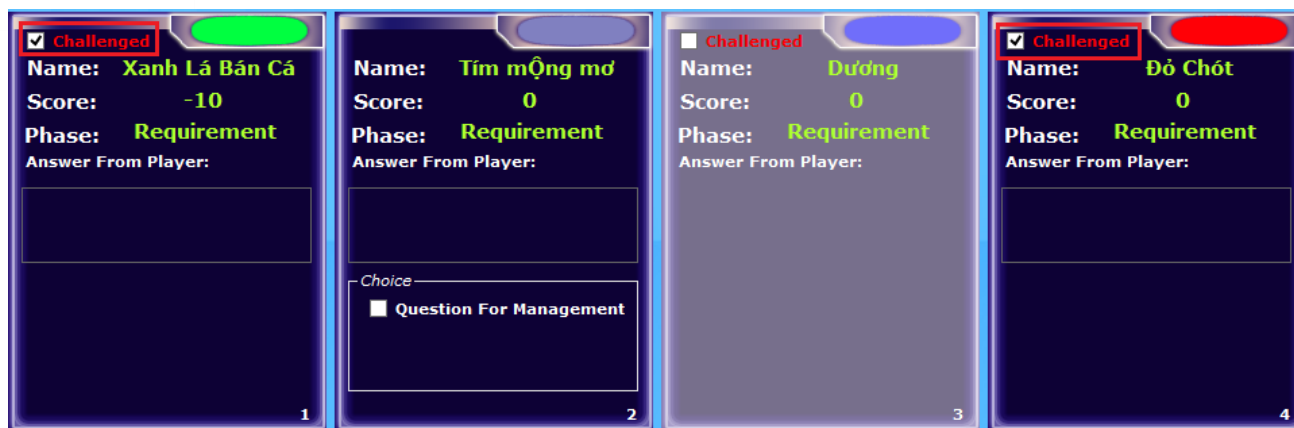 Challenged
Name: Xanh Lá Bán Cá
Score: -10
Phase: Requirement
Answer From Player:
1
Name: Tím mỘng mơ
Score: 0
Phase: Requirement
Answer From Player:
Choice
Question For Management
2
Challenged
Name: Dương
Score: 0
Phase: Requirement
Answer From Player:
3
Challenged
Name: Đỏ Chót
Score: 0
Phase: Requirement
Answer From Player:
4